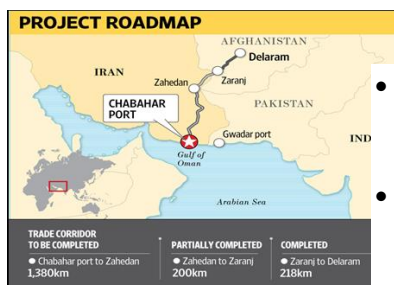 PROJECT ROADMAP
AFGHANISTAN
Delaram
IRAN
Zaranj
Zahedan
CHABAHAR
PORT
PAKISTAN
Gwadar port
IND
Gulf of
Oman
Arabian Sea
TRADE CORRIDOR
TO BE COMPLETED
Chabahar port to Zahedan
1,380km
PARTIALLY COMPLETED
Zahedan to Zaranj
200km
COMPLETED
Zaranj to Delaram
218km